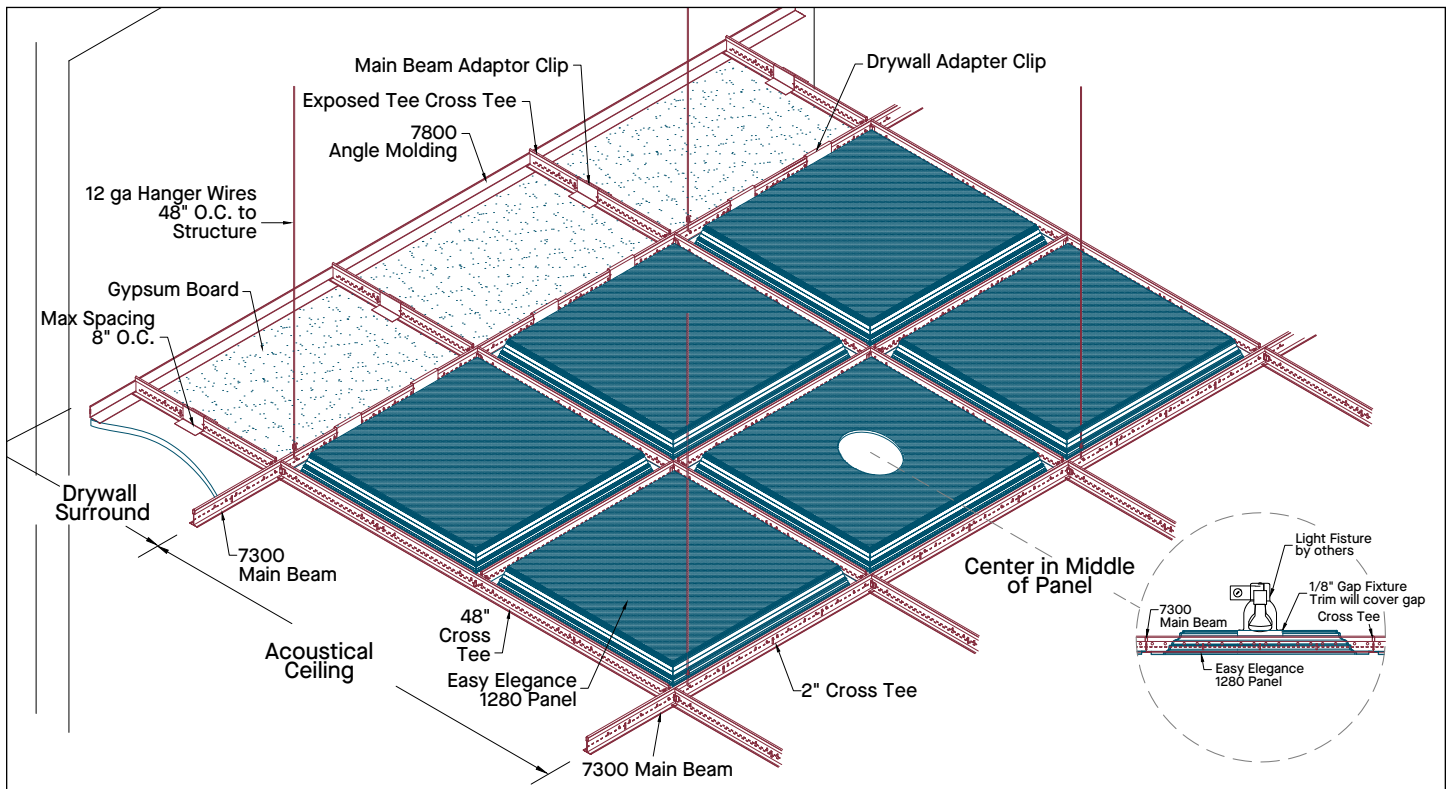 Main Beam Adaptor Clip
Drywall Adapter Clip
Exposed Tee Cross Tee
7800
Angle Molding
12 ga Hanger Wires
48" O.C. to
Structure
Gypsum Board
Max Spacing
8" O.C.
Drywall
Surround
7300
Main Beam
Acoustical
Ceiling
48"
Cross
Tee
Easy Elegance
1280 Panel
2" Cross Tee
7300 Main Beam
Center in Middle
of Panel
Light Fisture
by others
1/8" Gap Fixture
Trim will cover gap
7300
Main Beam
Cross Tee
Easy Elegance
1280 Panel